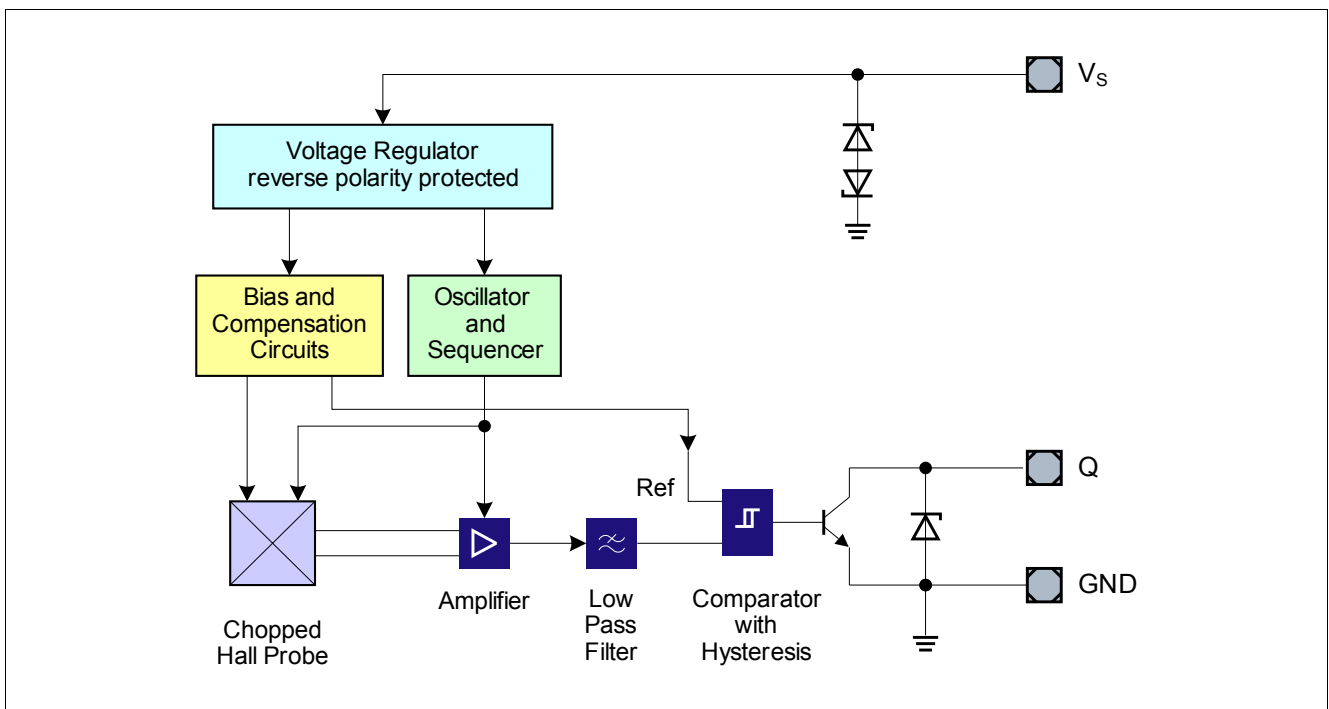 V_S
Voltage Regulator
reverse polarity protected
Bias and
Compensation
Circuits
Oscillator
and
Sequencer
Ref
Q
GND
Amplifier
Low
Pass
Filter
Comparator
with
Hysteresis
Chopped
Hall Probe